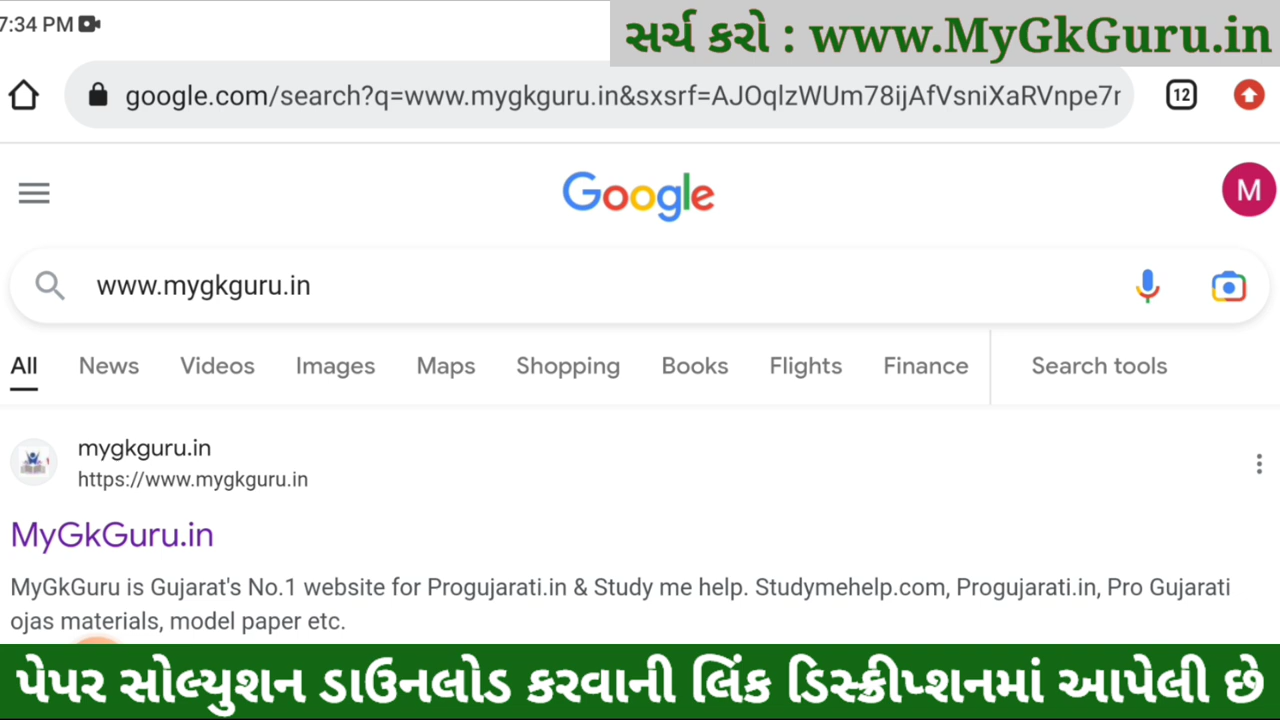 7:34 PM
સર્ચ કરો : www.MyGkGuru.in
google.com/search?q=www.mygkguru.in&sxsrf=AJOqlzWUm78ijAfVsniXaRVnpe7r
12
Google
M
www.mygkguru.in
All News Videos Images Maps Shopping Books Flights Finance Search tools
mygkguru.in
https://www.mygkguru.in
MyGkGuru.in
MyGkGuru is Gujarat's No.1 website for Progujarati.in & Study me help. Studymehelp.com, Progujarati.in, Pro Gujarati
ojas materials, model paper etc.
પેપર સોલ્યુશન ડાઉનલોડ કરવાની લિંક ડિસ્ક્રીપ્શનમાં આપેલી છે